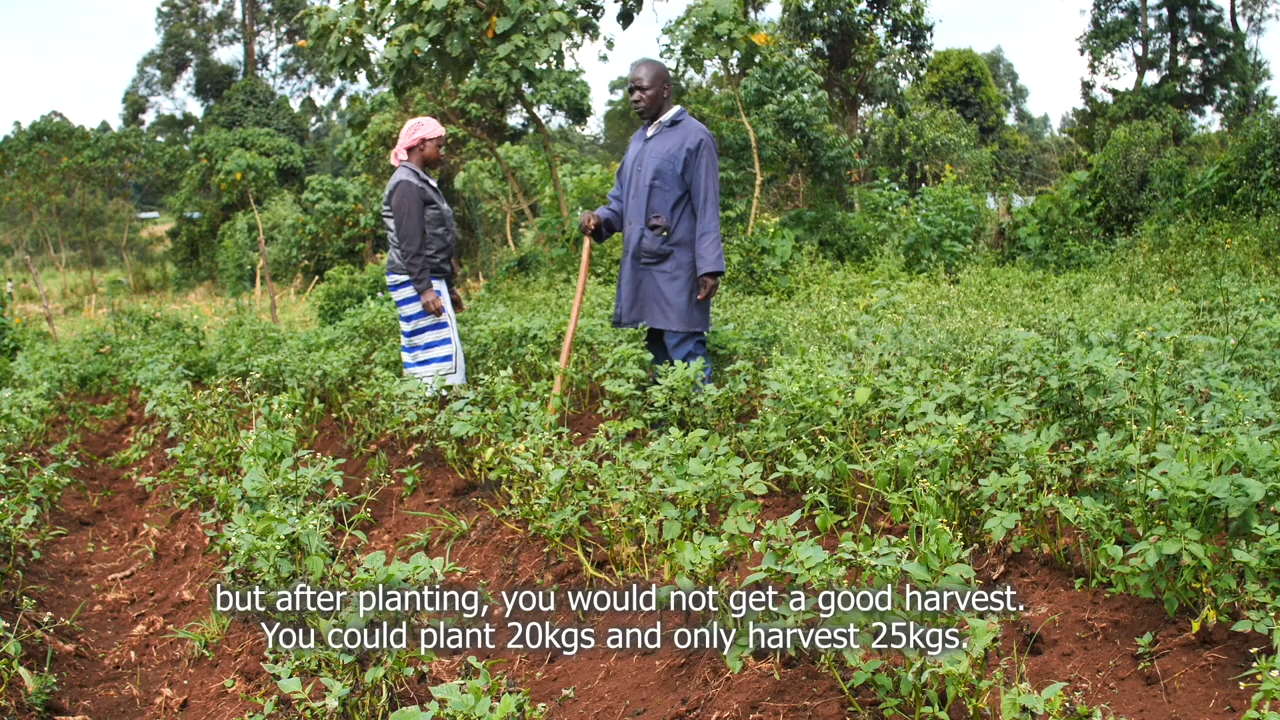 but after planting, you would not get a good harvest.
You could plant 20kgs and only harvest 25kgs.